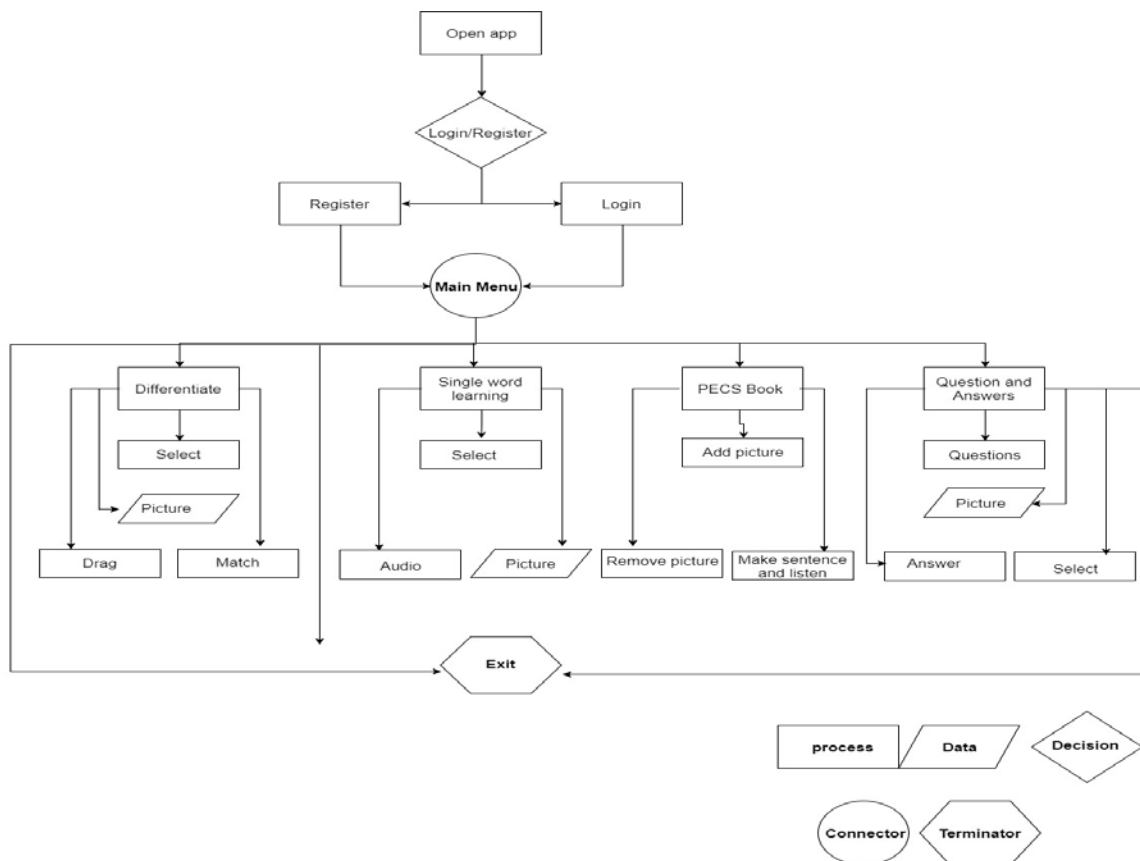 Open app
Login/Register
Register
Login
Main Menu
Differentiate
Single word
learning
PECS Book
Question and
Answers
Select
Select
Add picture
Questions
Picture
Picture
Drag
Match
Audio
Picture
Remove picture
Make sentence
and listen
Answer
Select
Exit
process
Data
Decision
Connector
Terminator